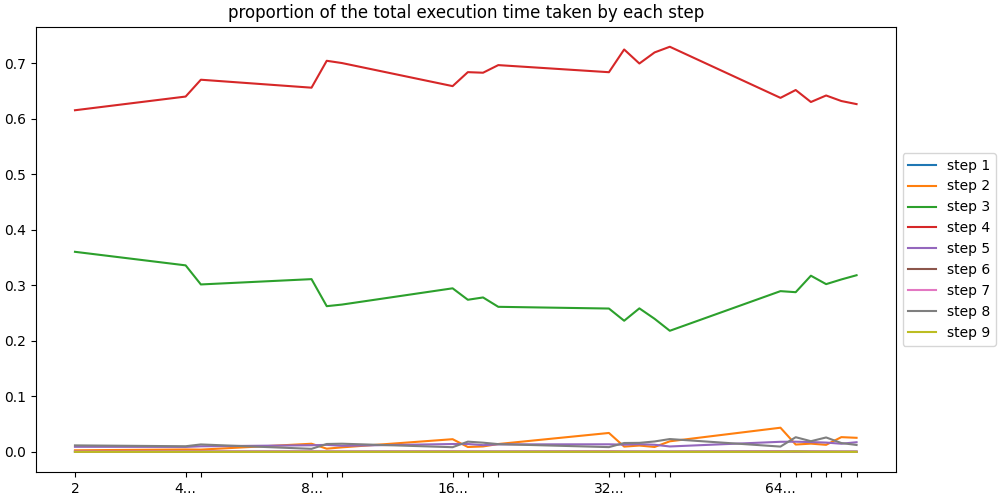 proportion of the total execution time taken by each step
0.7
0.6
0.5
0.4
0.3
0.2
0.1
0.0
2
4...
8...
16...
32...
64...
step 1
step 2
step 3
step 4
step 5
step 6
step 7
step 8
step 9